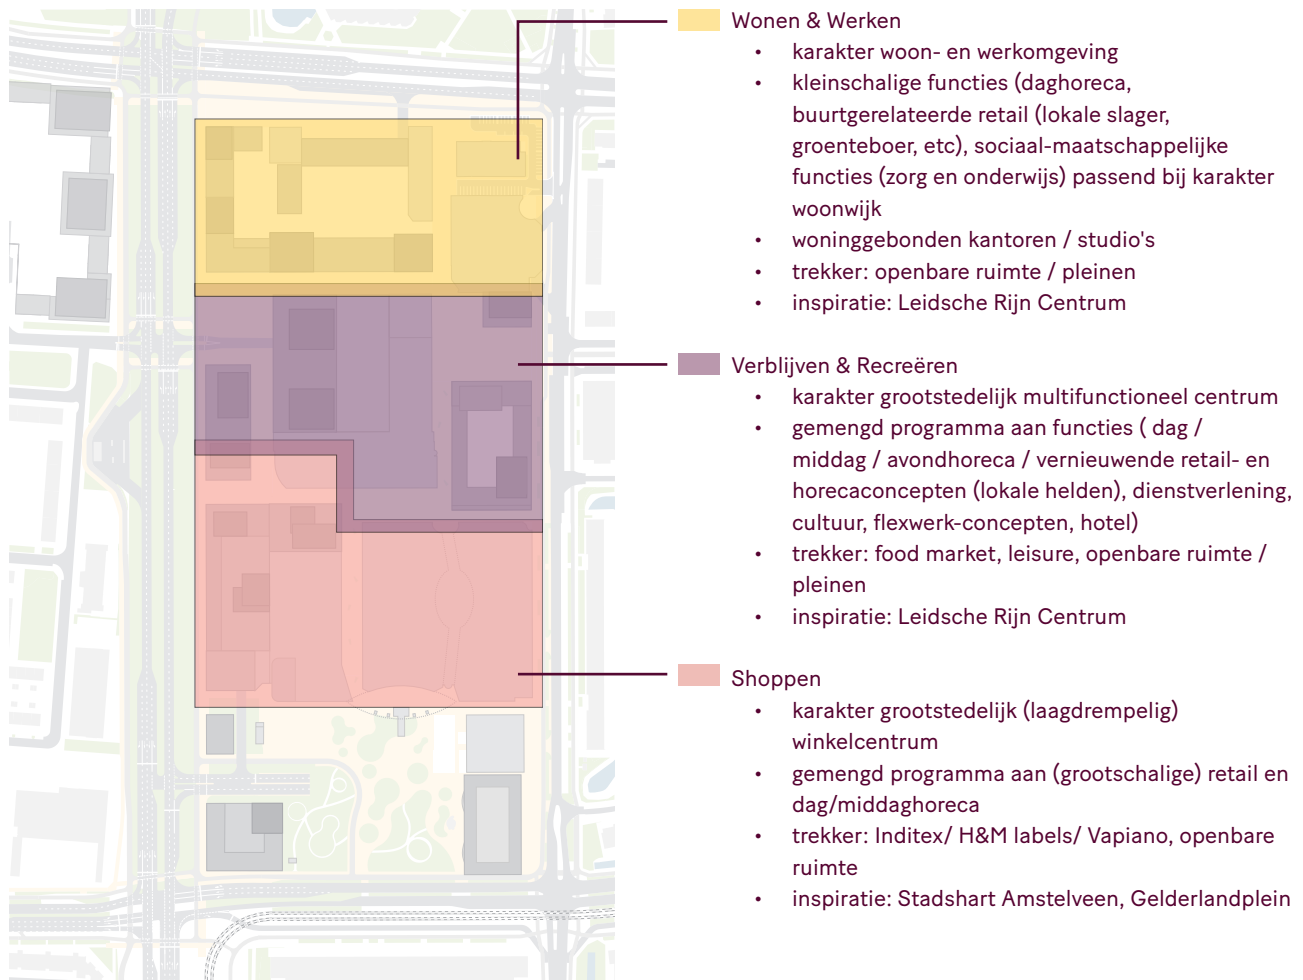 Wonen & Werken
• karakter woon- en werkomgeving
• kleinschalige functies (daghoreca,
buurtgerelateerde retail (lokale slager,
groenteboer, etc), sociaal-maatschappelijke
functies (zorg en onderwijs) passend bij karakter
woonwijk
• woninggebonden kantoren / studio's
• trekker: openbare ruimte / pleinen
• inspiratie: Leidsche Rijn Centrum
Verblijven & Recreëren
• karakter grootstedelijk multifunctioneel centrum
• gemengd programma aan functies ( dag /
middag / avondhoreca / vernieuwende retail- en
horecaconcepten (lokale helden), dienstverlening,
cultuur, flexwerk-concepten, hotel)
• trekker: food market, leisure, openbare ruimte /
pleinen
• inspiratie: Leidsche Rijn Centrum
Shoppen
• karakter grootstedelijk (laagdrempelig)
winkelcentrum
• gemengd programma aan (grootschalige) retail en
dag/middaghoreca
• trekker: Inditex/ H&M labels/ Vapiano, openbare
ruimte
• inspiratie: Stadshart Amstelveen, Gelderlandplein